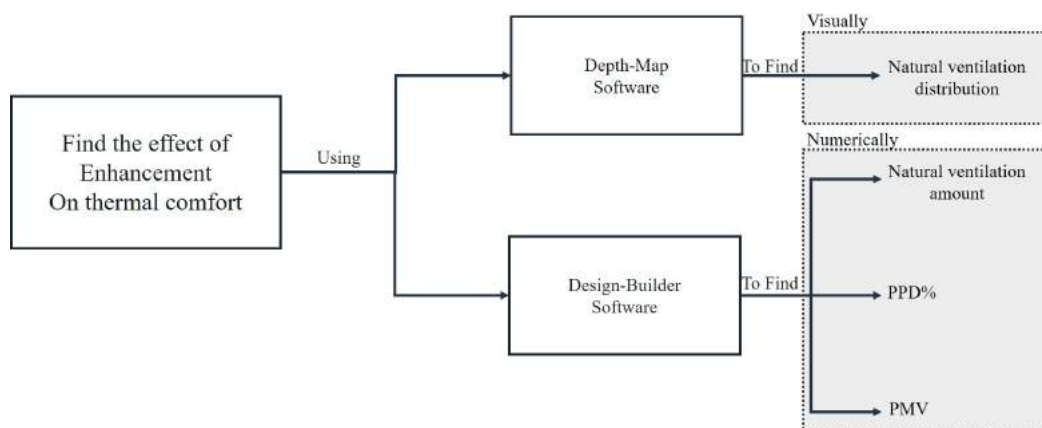 Find the effect of
Enhancement
On thermal comfort
Using
Depth-Map
Software
To Find
Visually
Natural ventilation
distribution
Design-Builder
Software
To Find
Numerically
Natural ventilation
amount
PPD%
PMV